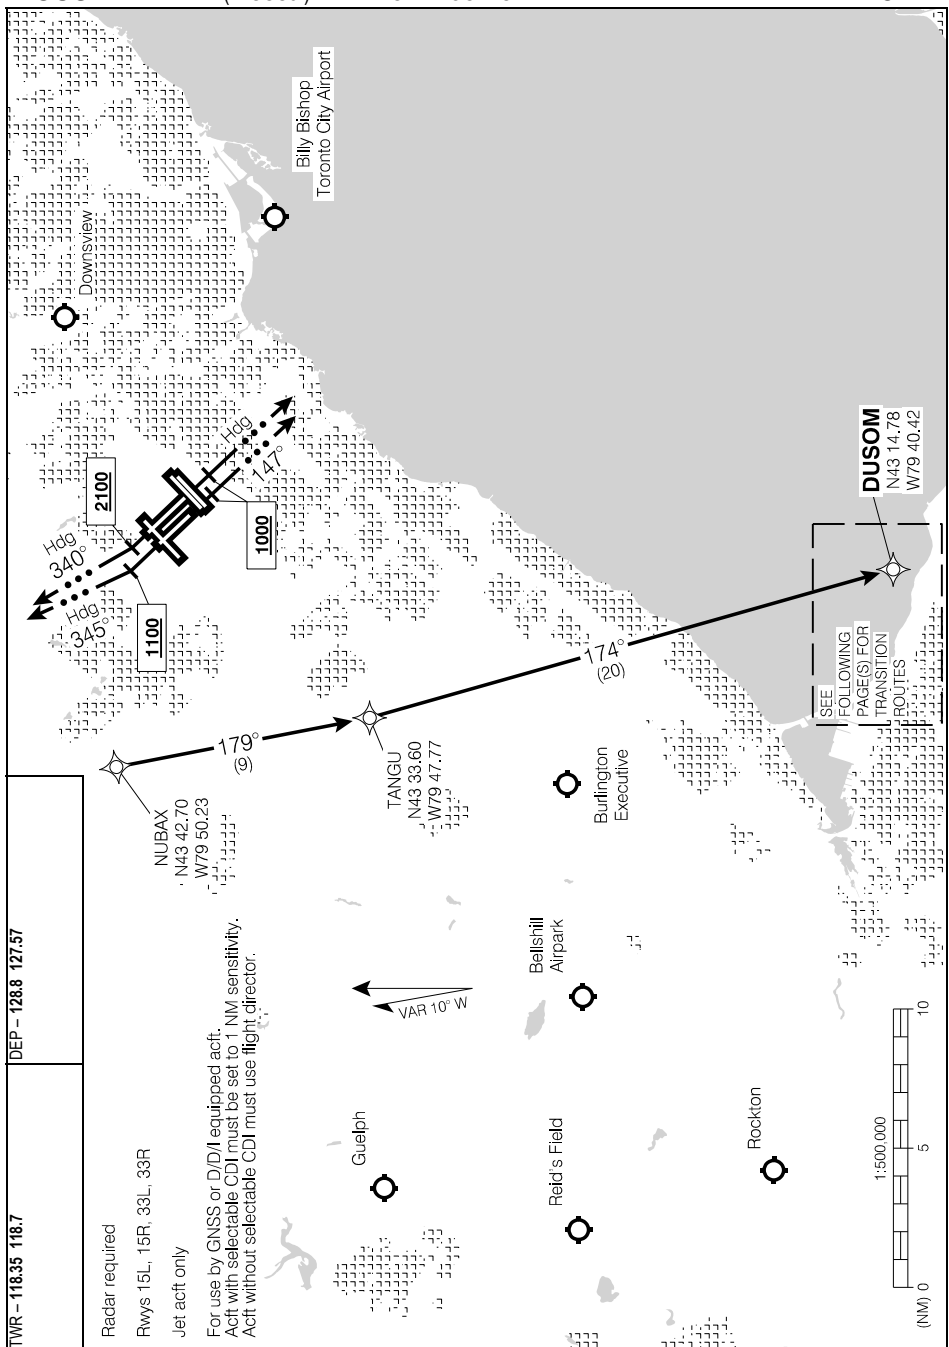 TWR – 118.35 118.7
DEP – 128.8 127.57
Radar required
Rwys 15L, 15R, 33L, 33R
Jet acft only
For use by GNSS or D/D/I equipped acft.
Acft with selectable CDI must be set to 1 NM sensitivity.
Acft without selectable CDI must use flight director.
Downsview
Billy Bishop
Toronto City Airport
2100
Hdg
340°
Hdg
345°
1100
Hdg
147°
1000
NUBAX
N43 42.70
W79 50.23
179°
(9)
TANGU
N43 33.60
W79 47.77
174°
(20)
DUSOM
N43 14.78
W79 40.42
SEE
FOLLOWING
PAGE(S) FOR
TRANSITION
ROUTES
Burlington
Executive
VAR 10° W
Bellshill
Airpark
Guelph
Reid's Field
Rockton
1:500,000
(NM) 0
5
10